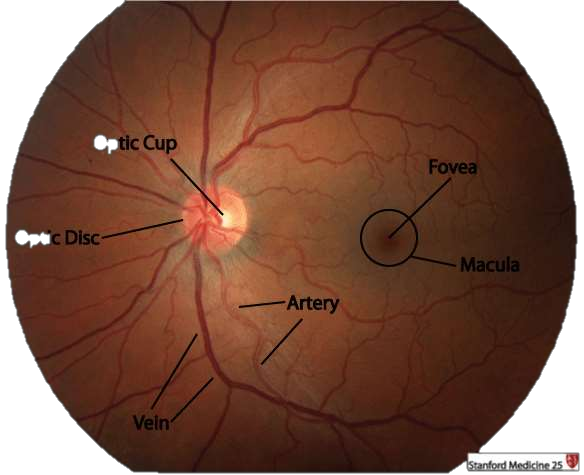 Optic Cup
Fovea
Optic Disc
Macula
Artery
Vein
Stanford Medicine 25